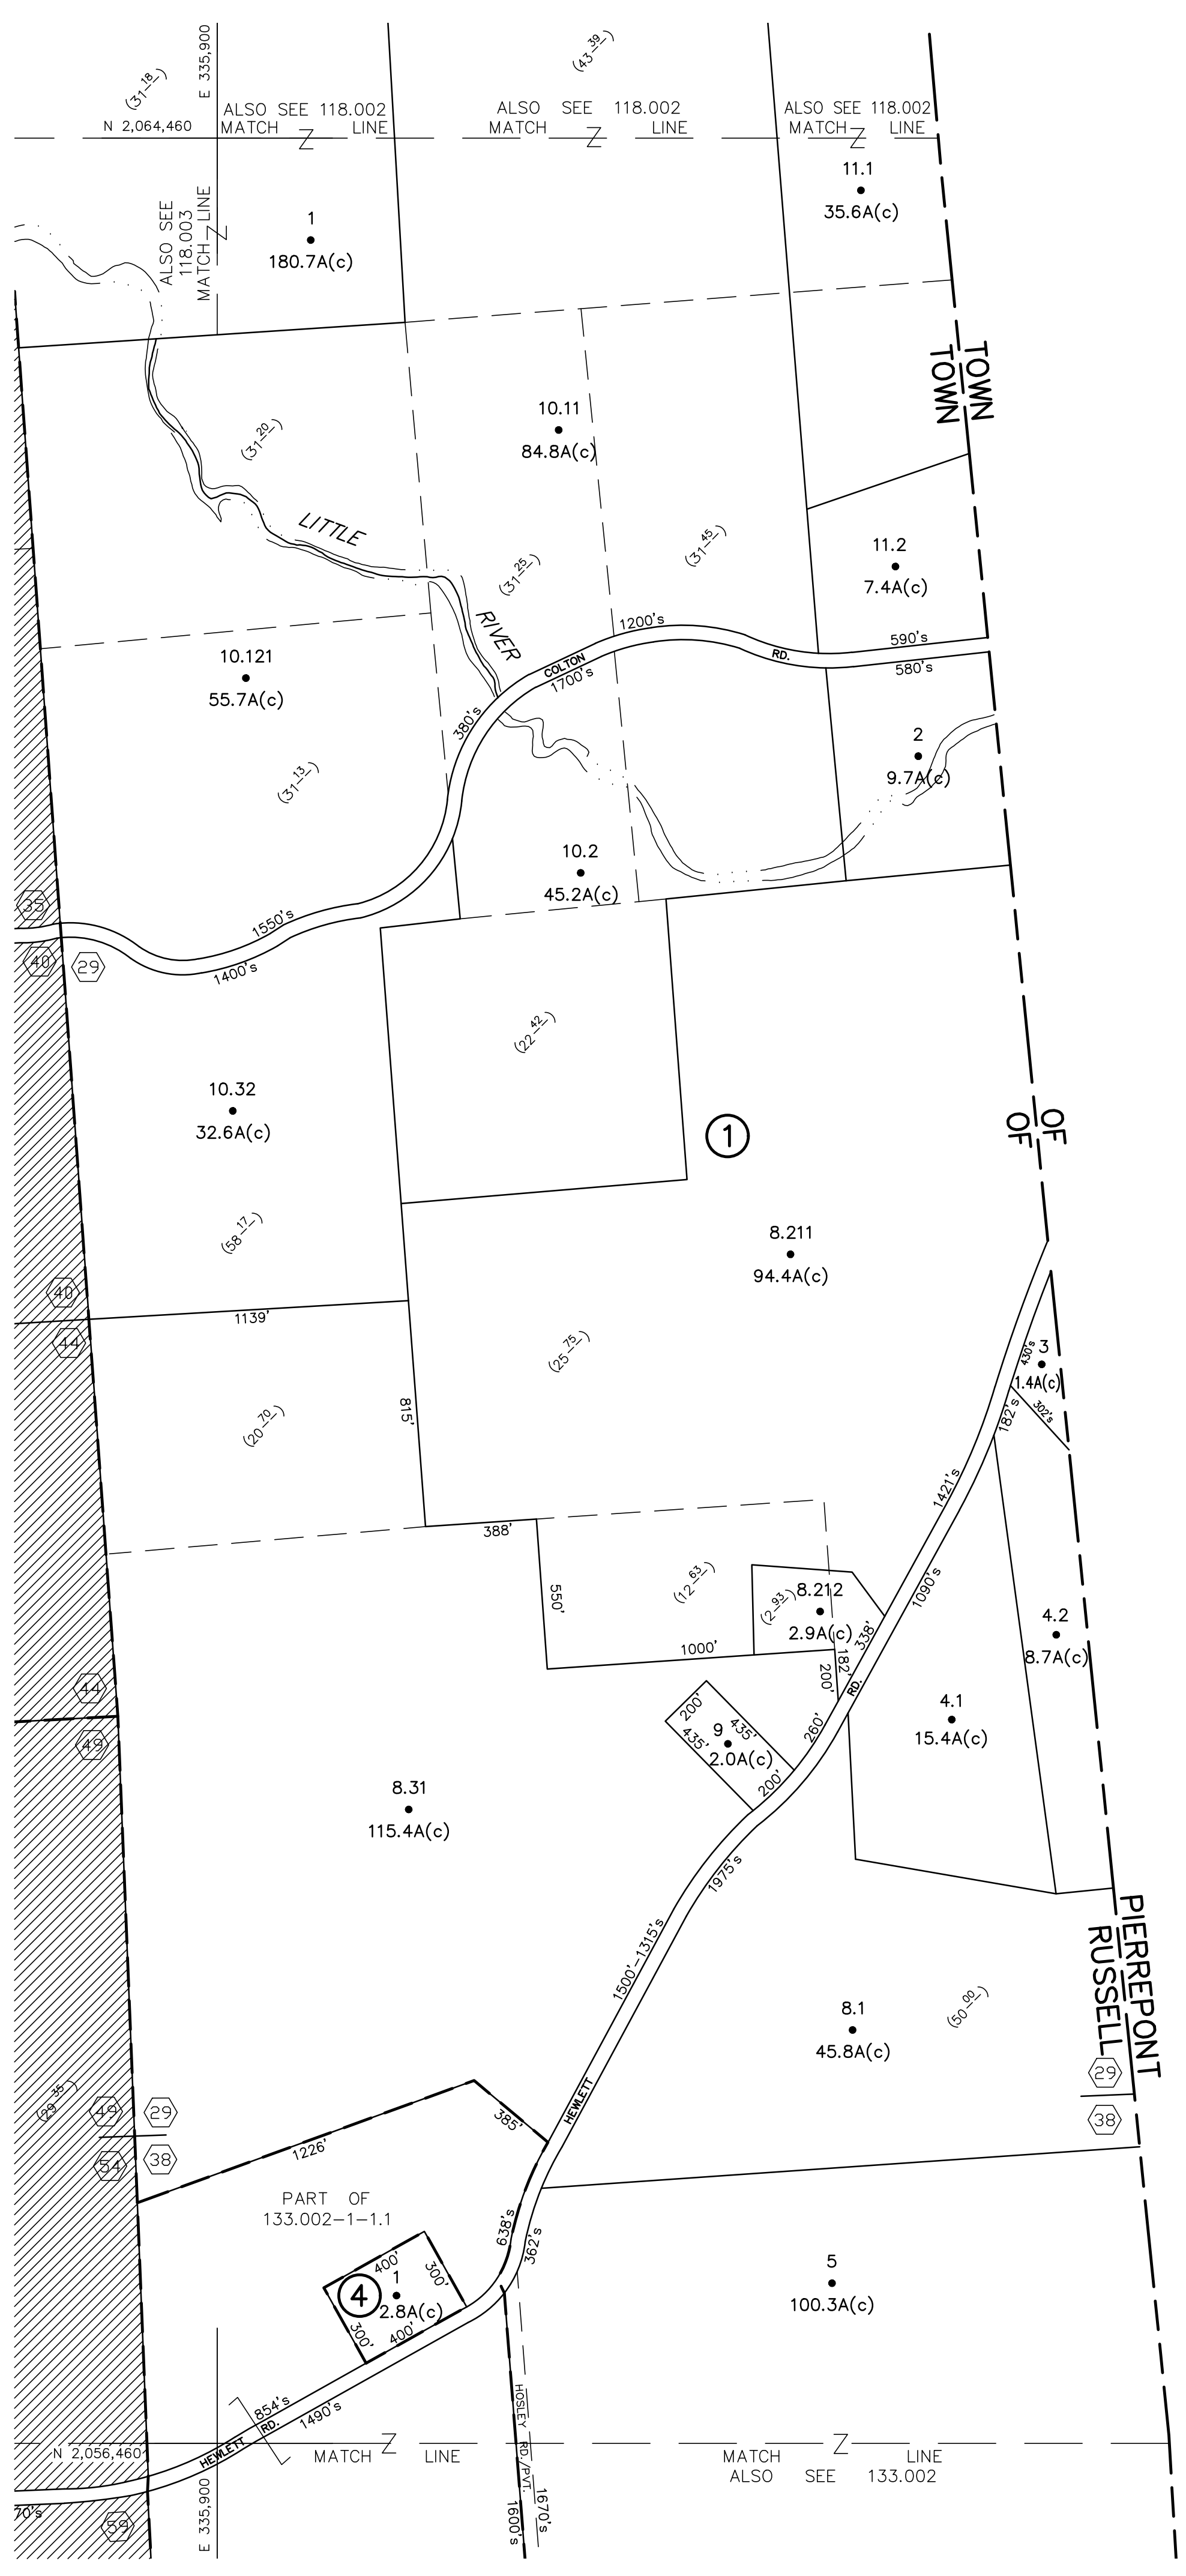 (31 18)
E 335,900
(43 39)
ALSO SEE 118.002
MATCH Z LINE
ALSO SEE 118.002
MATCH Z LINE
ALSO SEE 118.002
MATCH Z LINE
N 2,064,460
ALSO SEE
118.003
MATCH Z LINE
1
180.7A(c)
11.1
35.6A(c)
TOWN
TOWN
10.11
84.8A(c)
(31 20)
LITTLE
(31 25)
(31 45)
11.2
7.4A(c)
RIVER
1200's
COLTON
RD.
1700's
590's
580's
10.121
55.7A(c)
380's
2
9.7A(c)
(31 13)
10.2
45.2A(c)
35
1550's
40
29
1400's
(22 42)
10.32
32.6A(c)
1
OF
OF
(58 17)
8.211
94.4A(c)
40
1139'
44
(25 75)
430's
3
1.4A(c)
(20 70)
815'
182's
302's
1421's
388'
550'
(12 63)
(2 93)
8.212
2.9A(c)
338'
1090's
1000'
182'
200'
RD.
4.2
8.7A(c)
44
49
200'
435'
9
435'
2.0A(c)
260'
200'
4.1
15.4A(c)
8.31
115.4A(c)
1975's
1500'-1315's
PIERREPONT
RUSSELL
8.1
45.8A(c)
(50 00)
29
38
(29 35)
49
29
54
38
HEWLETT
385'
1226'
PART OF
133.002-1-1.1
638's
362's
400'
4
1
2.8A(c)
300'
300'
400'
5
100.3A(c)
854's
RD.
1490's
HEWLETT
HOSLEY RD./PVT.
N 2,056,460
MATCH Z LINE
MATCH Z LINE
ALSO SEE 133.002
E 335,900
1600's
1670's
70's
59